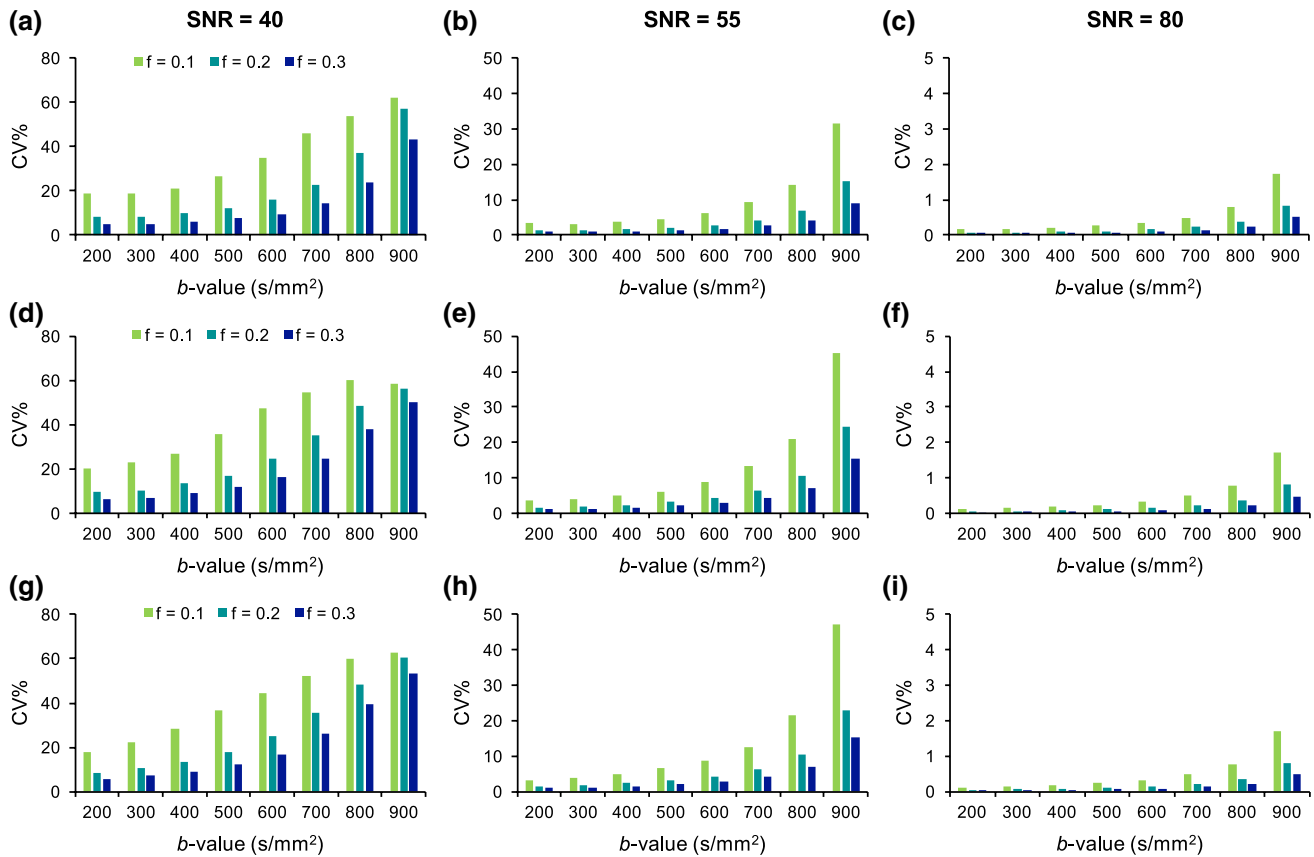 (a) SNR = 40
(b) SNR = 55
(c) SNR = 80
80
60
40
20
0
CV%
f = 0.1 f = 0.2 f = 0.3
200 300 400 500 600 700 800 900
b-value (s/mm²)
50
40
30
20
10
0
CV%
200 300 400 500 600 700 800 900
b-value (s/mm²)
5
4
3
2
1
0
CV%
200 300 400 500 600 700 800 900
b-value (s/mm²)
(d)
80
60
40
20
0
CV%
f = 0.1 f = 0.2 f = 0.3
200 300 400 500 600 700 800 900
b-value (s/mm²)
(e)
50
40
30
20
10
0
CV%
200 300 400 500 600 700 800 900
b-value (s/mm²)
(f)
5
4
3
2
1
0
CV%
200 300 400 500 600 700 800 900
b-value (s/mm²)
(g)
80
60
40
20
0
CV%
f = 0.1 f = 0.2 f = 0.3
200 300 400 500 600 700 800 900
b-value (s/mm²)
(h)
50
40
30
20
10
0
CV%
200 300 400 500 600 700 800 900
b-value (s/mm²)
(i)
5
4
3
2
1
0
CV%
200 300 400 500 600 700 800 900
b-value (s/mm²)